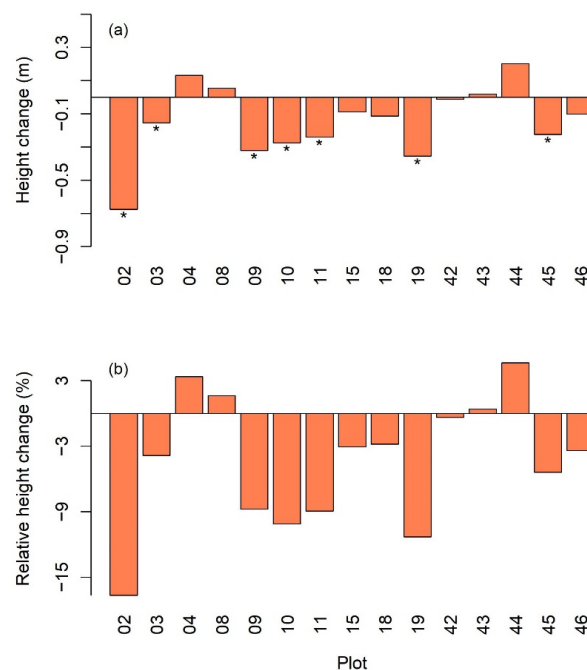 (a)
Height change (m)
0.3
−0.1
−0.5
−0.9
* * * * * * *
02 03 04 08 09 10 11 15 18 19 42 43 44 45 46
(b)
Relative height change (%)
3
−3
−9
−15
02 03 04 08 09 10 11 15 18 19 42 43 44 45 46
Plot